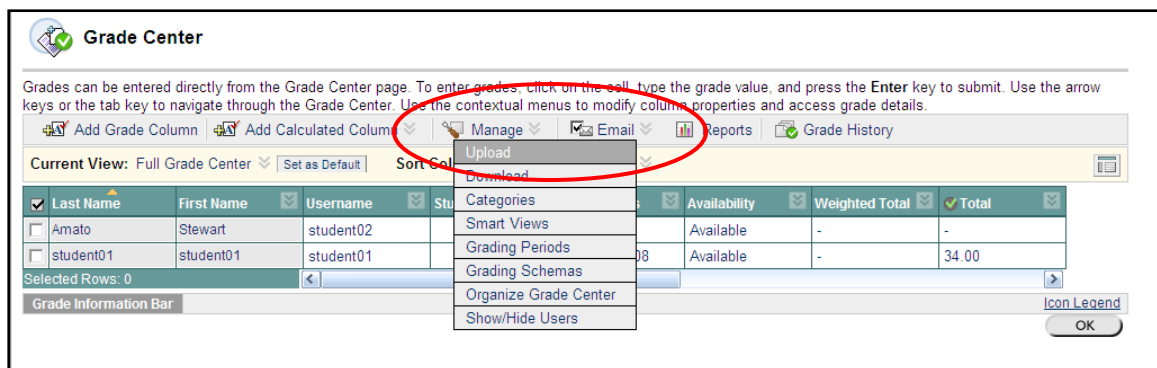 Grade Center
Grades can be entered directly from the Grade Center page. To enter grades, click on the cell, type the grade value, and press the Enter key to submit. Use the arrow
keys or the tab key to navigate through the Grade Center. Use the contextual menus to modify column properties and access grade details.
Add Grade Column Add Calculated Column Manage Email Reports Grade History
Current View: Full Grade Center Set as Default Sort Col
Upload
Download
Categories
Smart Views
Grading Periods
Grading Schemas
Organize Grade Center
Show/Hide Users
Last Name First Name Username Stu s Availability Weighted Total Total
Amato Stewart student02 Available - -
student01 student01 student01 08 Available - 34.00
Selected Rows: 0
Grade Information Bar Icon Legend
OK